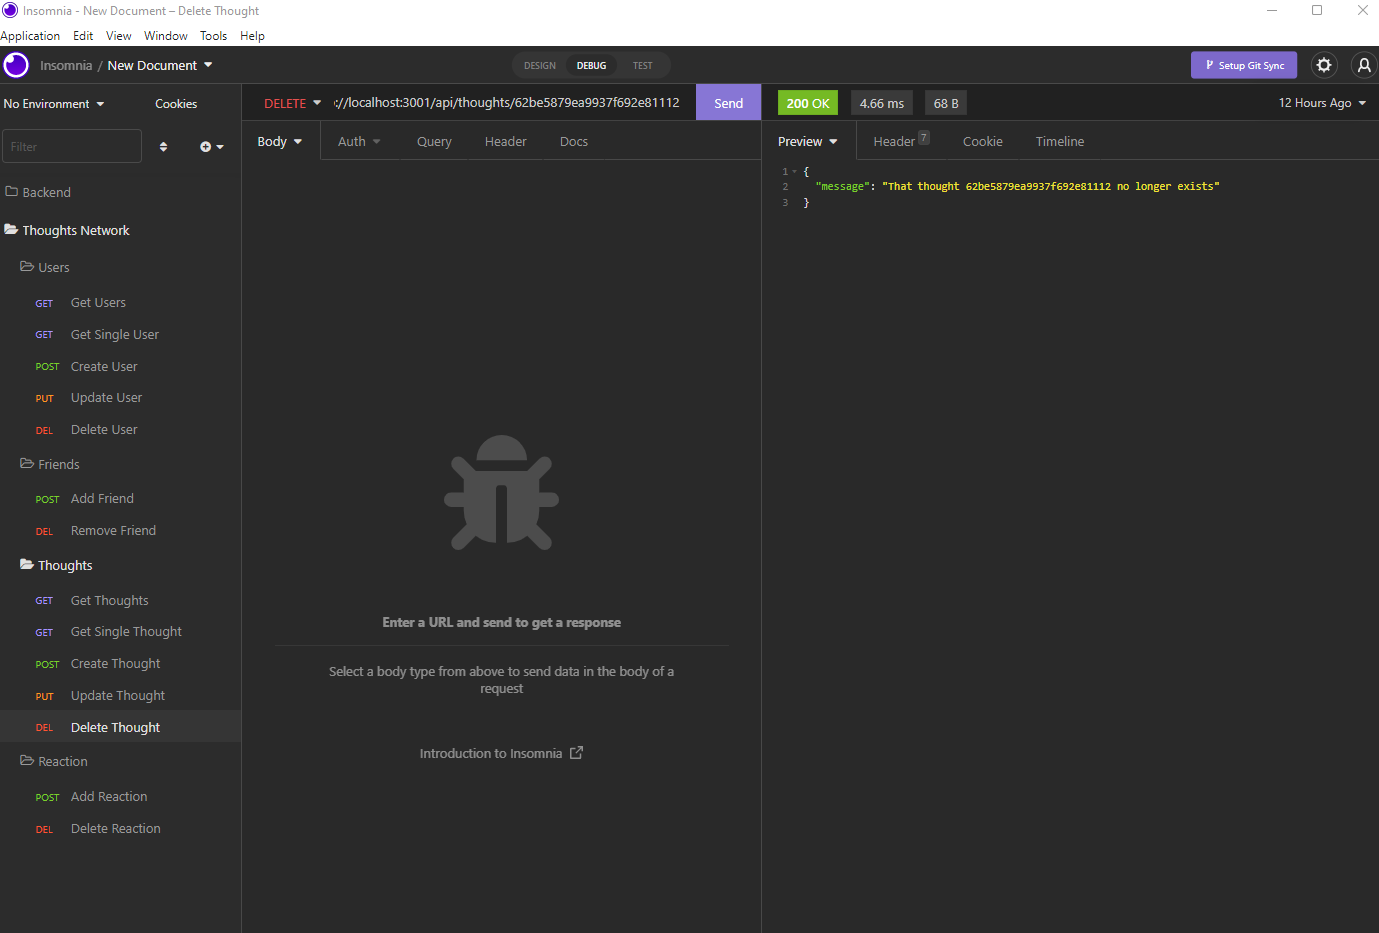 Insomnia - New Document – Delete Thought
Application Edit View Window Tools Help
Insomnia / New Document
DESIGN DEBUG TEST
Setup Git Sync
No Environment Cookies
DELETE ://localhost:3001/api/thoughts/62be5879ea9937f692e81112 Send
200 OK 4.66 ms 68 B 12 Hours Ago
Filter
Body Auth Query Header Docs
Preview Header 7 Cookie Timeline
1 {
2 "message": "That thought 62be5879ea9937f692e81112 no longer exists"
3 }
Backend
Thoughts Network
Users
GET Get Users
GET Get Single User
POST Create User
PUT Update User
DEL Delete User
Friends
POST Add Friend
DEL Remove Friend
Thoughts
GET Get Thoughts
GET Get Single Thought
POST Create Thought
PUT Update Thought
DEL Delete Thought
Reaction
POST Add Reaction
DEL Delete Reaction
Enter a URL and send to get a response
Select a body type from above to send data in the body of a
request
Introduction to Insomnia